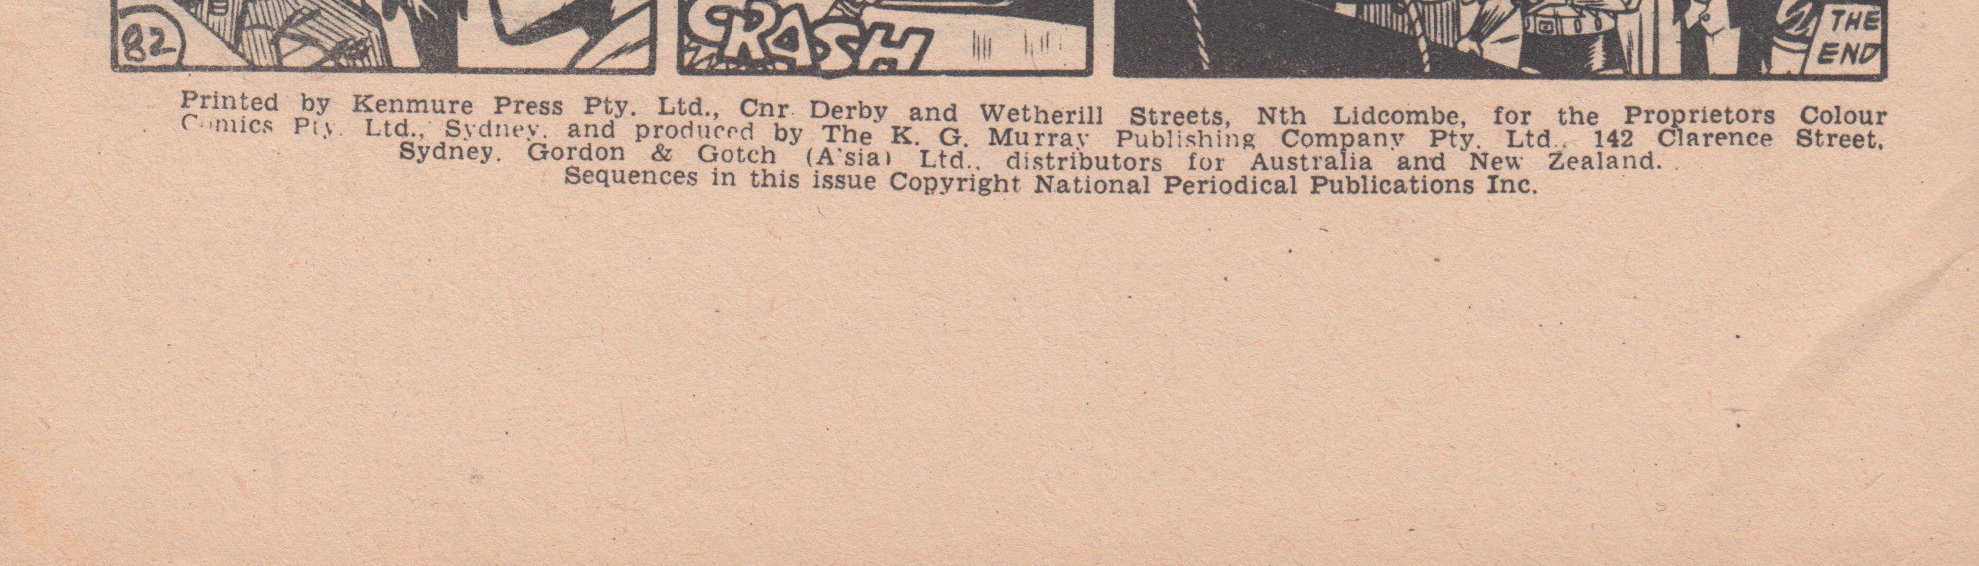 82
CRASH
THE
END
Printed by Kenmure Press Pty. Ltd., Cnr. Derby and Wetherill Streets, Nth Lidcombe, for the Proprietors Colour
Comics Pty. Ltd., Sydney, and produced by The K. G. Murray Publishing Company Pty. Ltd., 142 Clarence Street,
Sydney. Gordon & Gotch (A'sia) Ltd., distributors for Australia and New Zealand.
Sequences in this issue Copyright National Periodical Publications Inc.